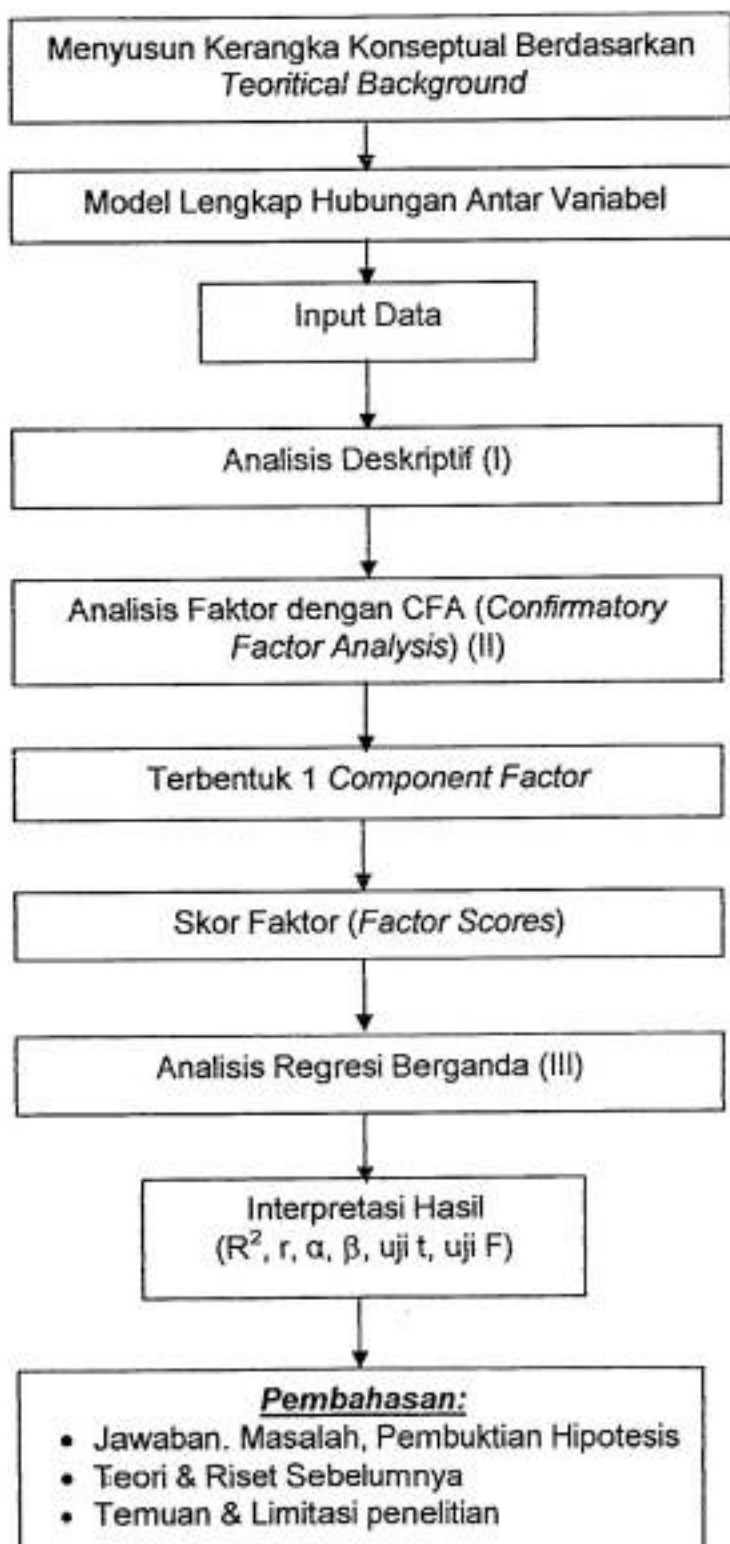 Menyusun Kerangka Konseptual Berdasarkan
Teoritical Background
Model Lengkap Hubungan Antar Variabel
Input Data
Analisis Deskriptif (I)
Analisis Faktor dengan CFA (Confirmatory
Factor Analysis) (II)
Terbentuk 1 Component Factor
Skor Faktor (Factor Scores)
Analisis Regresi Berganda (III)
Interpretasi Hasil
(R², r, α, β, uji t, uji F)
Pembahasan:
• Jawaban. Masalah, Pembuktian Hipotesis
• Teori & Riset Sebelumnya
• Temuan & Limitasi penelitian